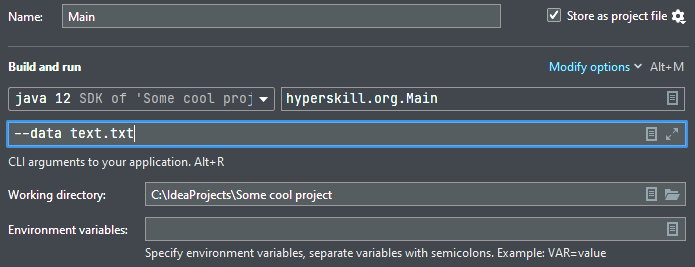 Name: Main Store as project file
Build and run Modify options Alt+M
java 12 SDK of 'Some cool proj hyperskill.org.Main
--data text.txt
CLI arguments to your application. Alt+R
Working directory: C:\IdeaProjects\Some cool project
Environment variables:
Specify environment variables, separate variables with semicolons. Example: VAR=value